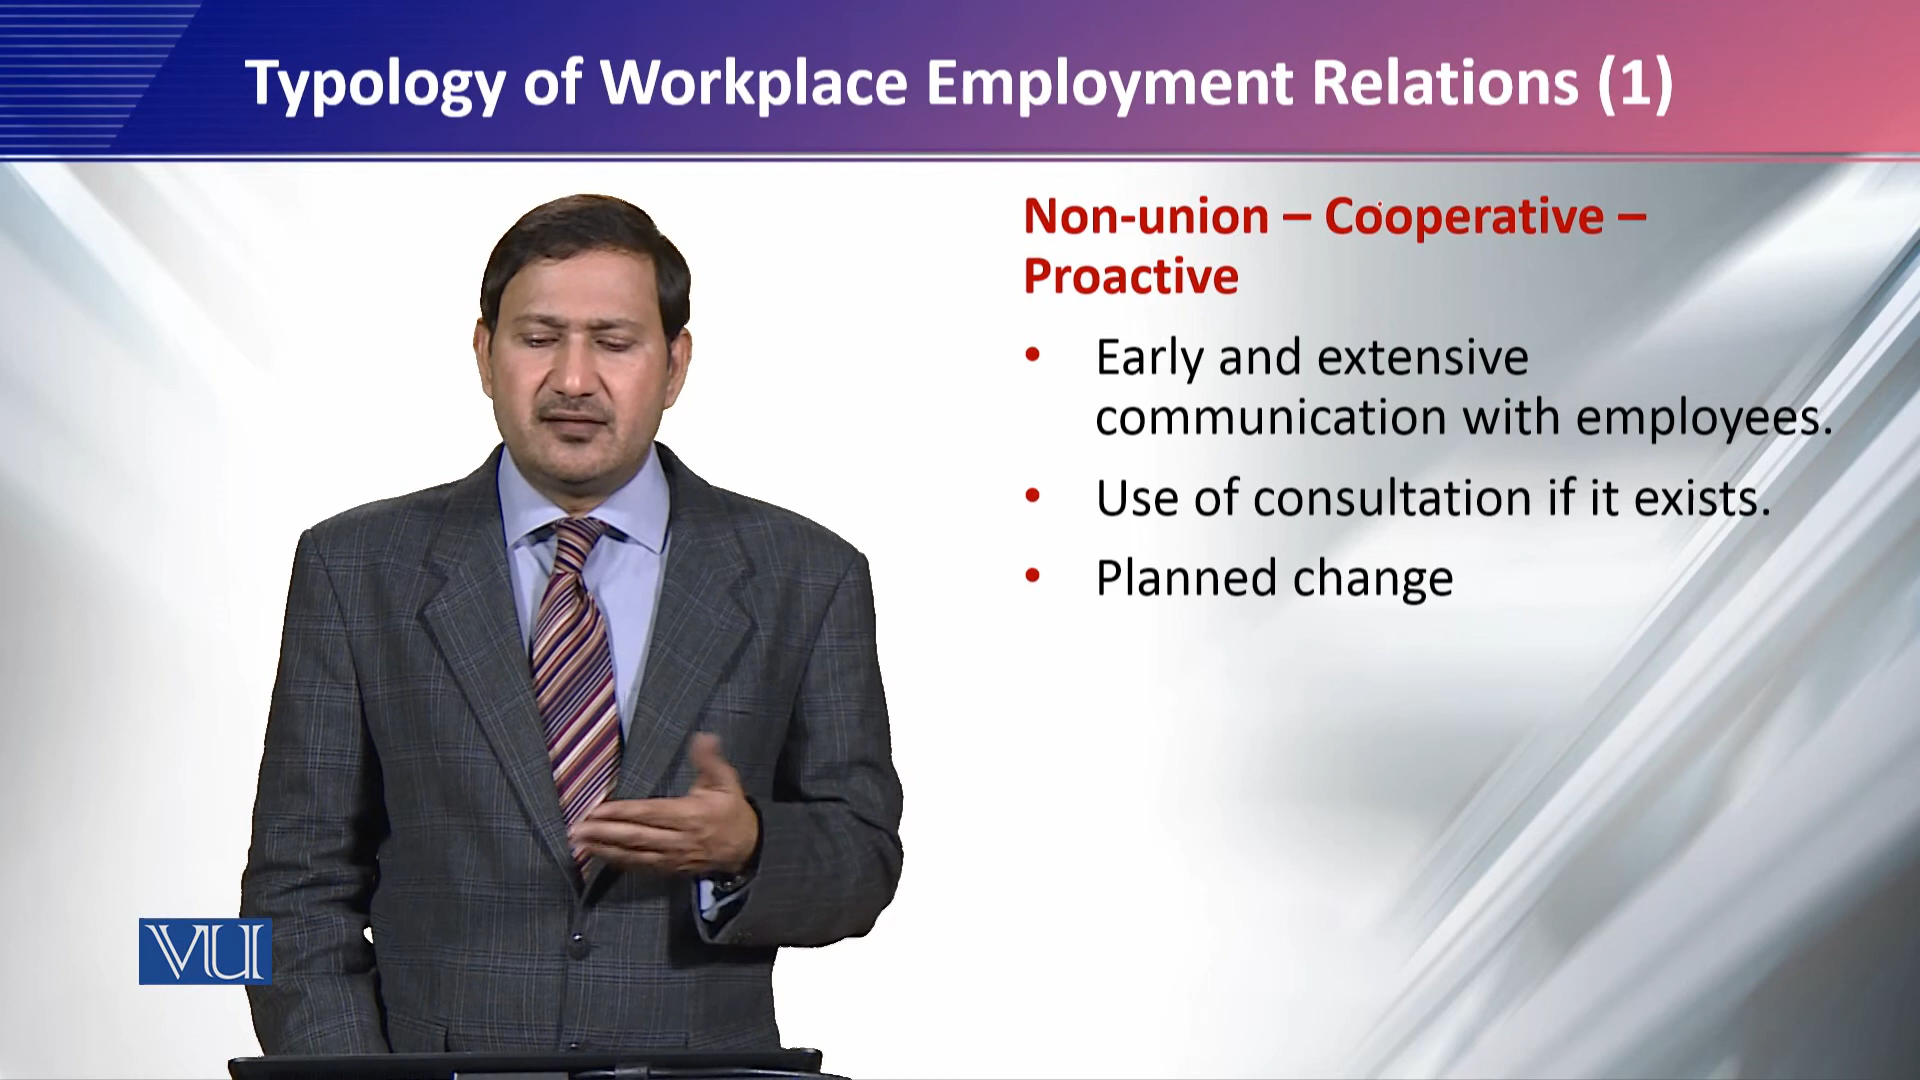 Typology of Workplace Employment Relations (1)
Non-union – Cooperative –
Proactive
• Early and extensive
communication with employees.
• Use of consultation if it exists.
• Planned change
VU